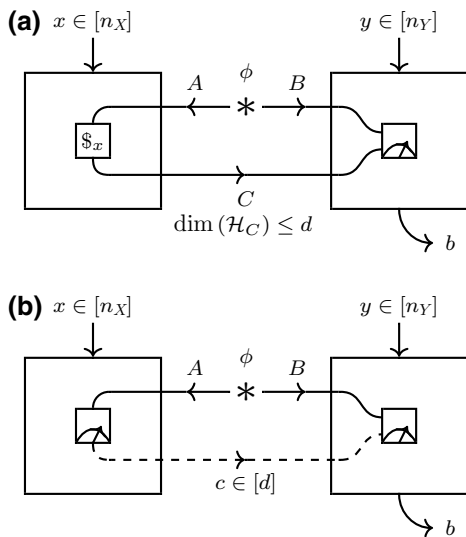 (a) x ∈ [n_X] y ∈ [n_Y]
A ϕ B
$_x
C
dim (ℋ_C) ≤ d
b
(b) x ∈ [n_X] y ∈ [n_Y]
A ϕ B
c ∈ [d]
b